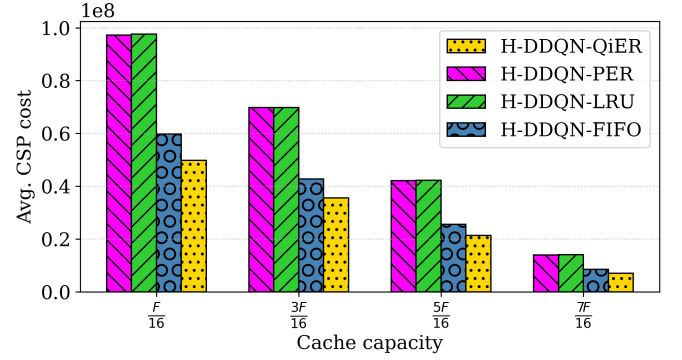 1e8
Avg. CSP cost
1.0
0.8
0.6
0.4
0.2
0.0
H-DDQN-QiER
H-DDQN-PER
H-DDQN-LRU
H-DDQN-FIFO
F/16 3F/16 5F/16 7F/16
Cache capacity